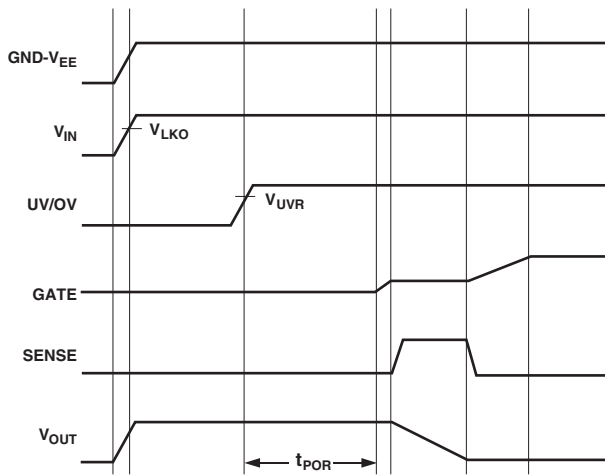 GND-VEE
VIN
VLKO
UV/OV
VUVR
GATE
SENSE
VOUT
tPOR